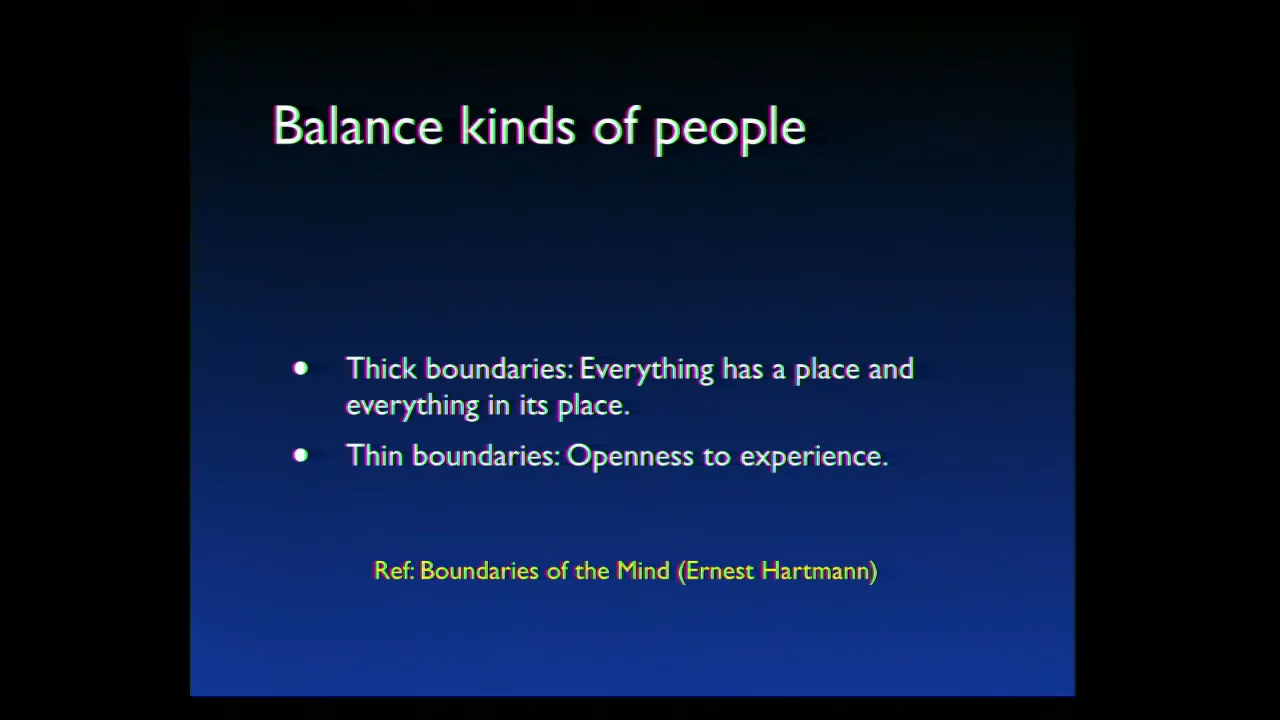 Balance kinds of people
• Thick boundaries: Everything has a place and
everything in its place.
• Thin boundaries: Openness to experience.
Ref: Boundaries of the Mind (Ernest Hartmann)